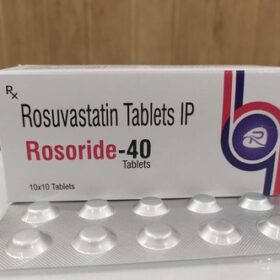 Rx
Rosuvastatin Tablets IP
Rosoride-40
Tablets
10x10 Tablets
R